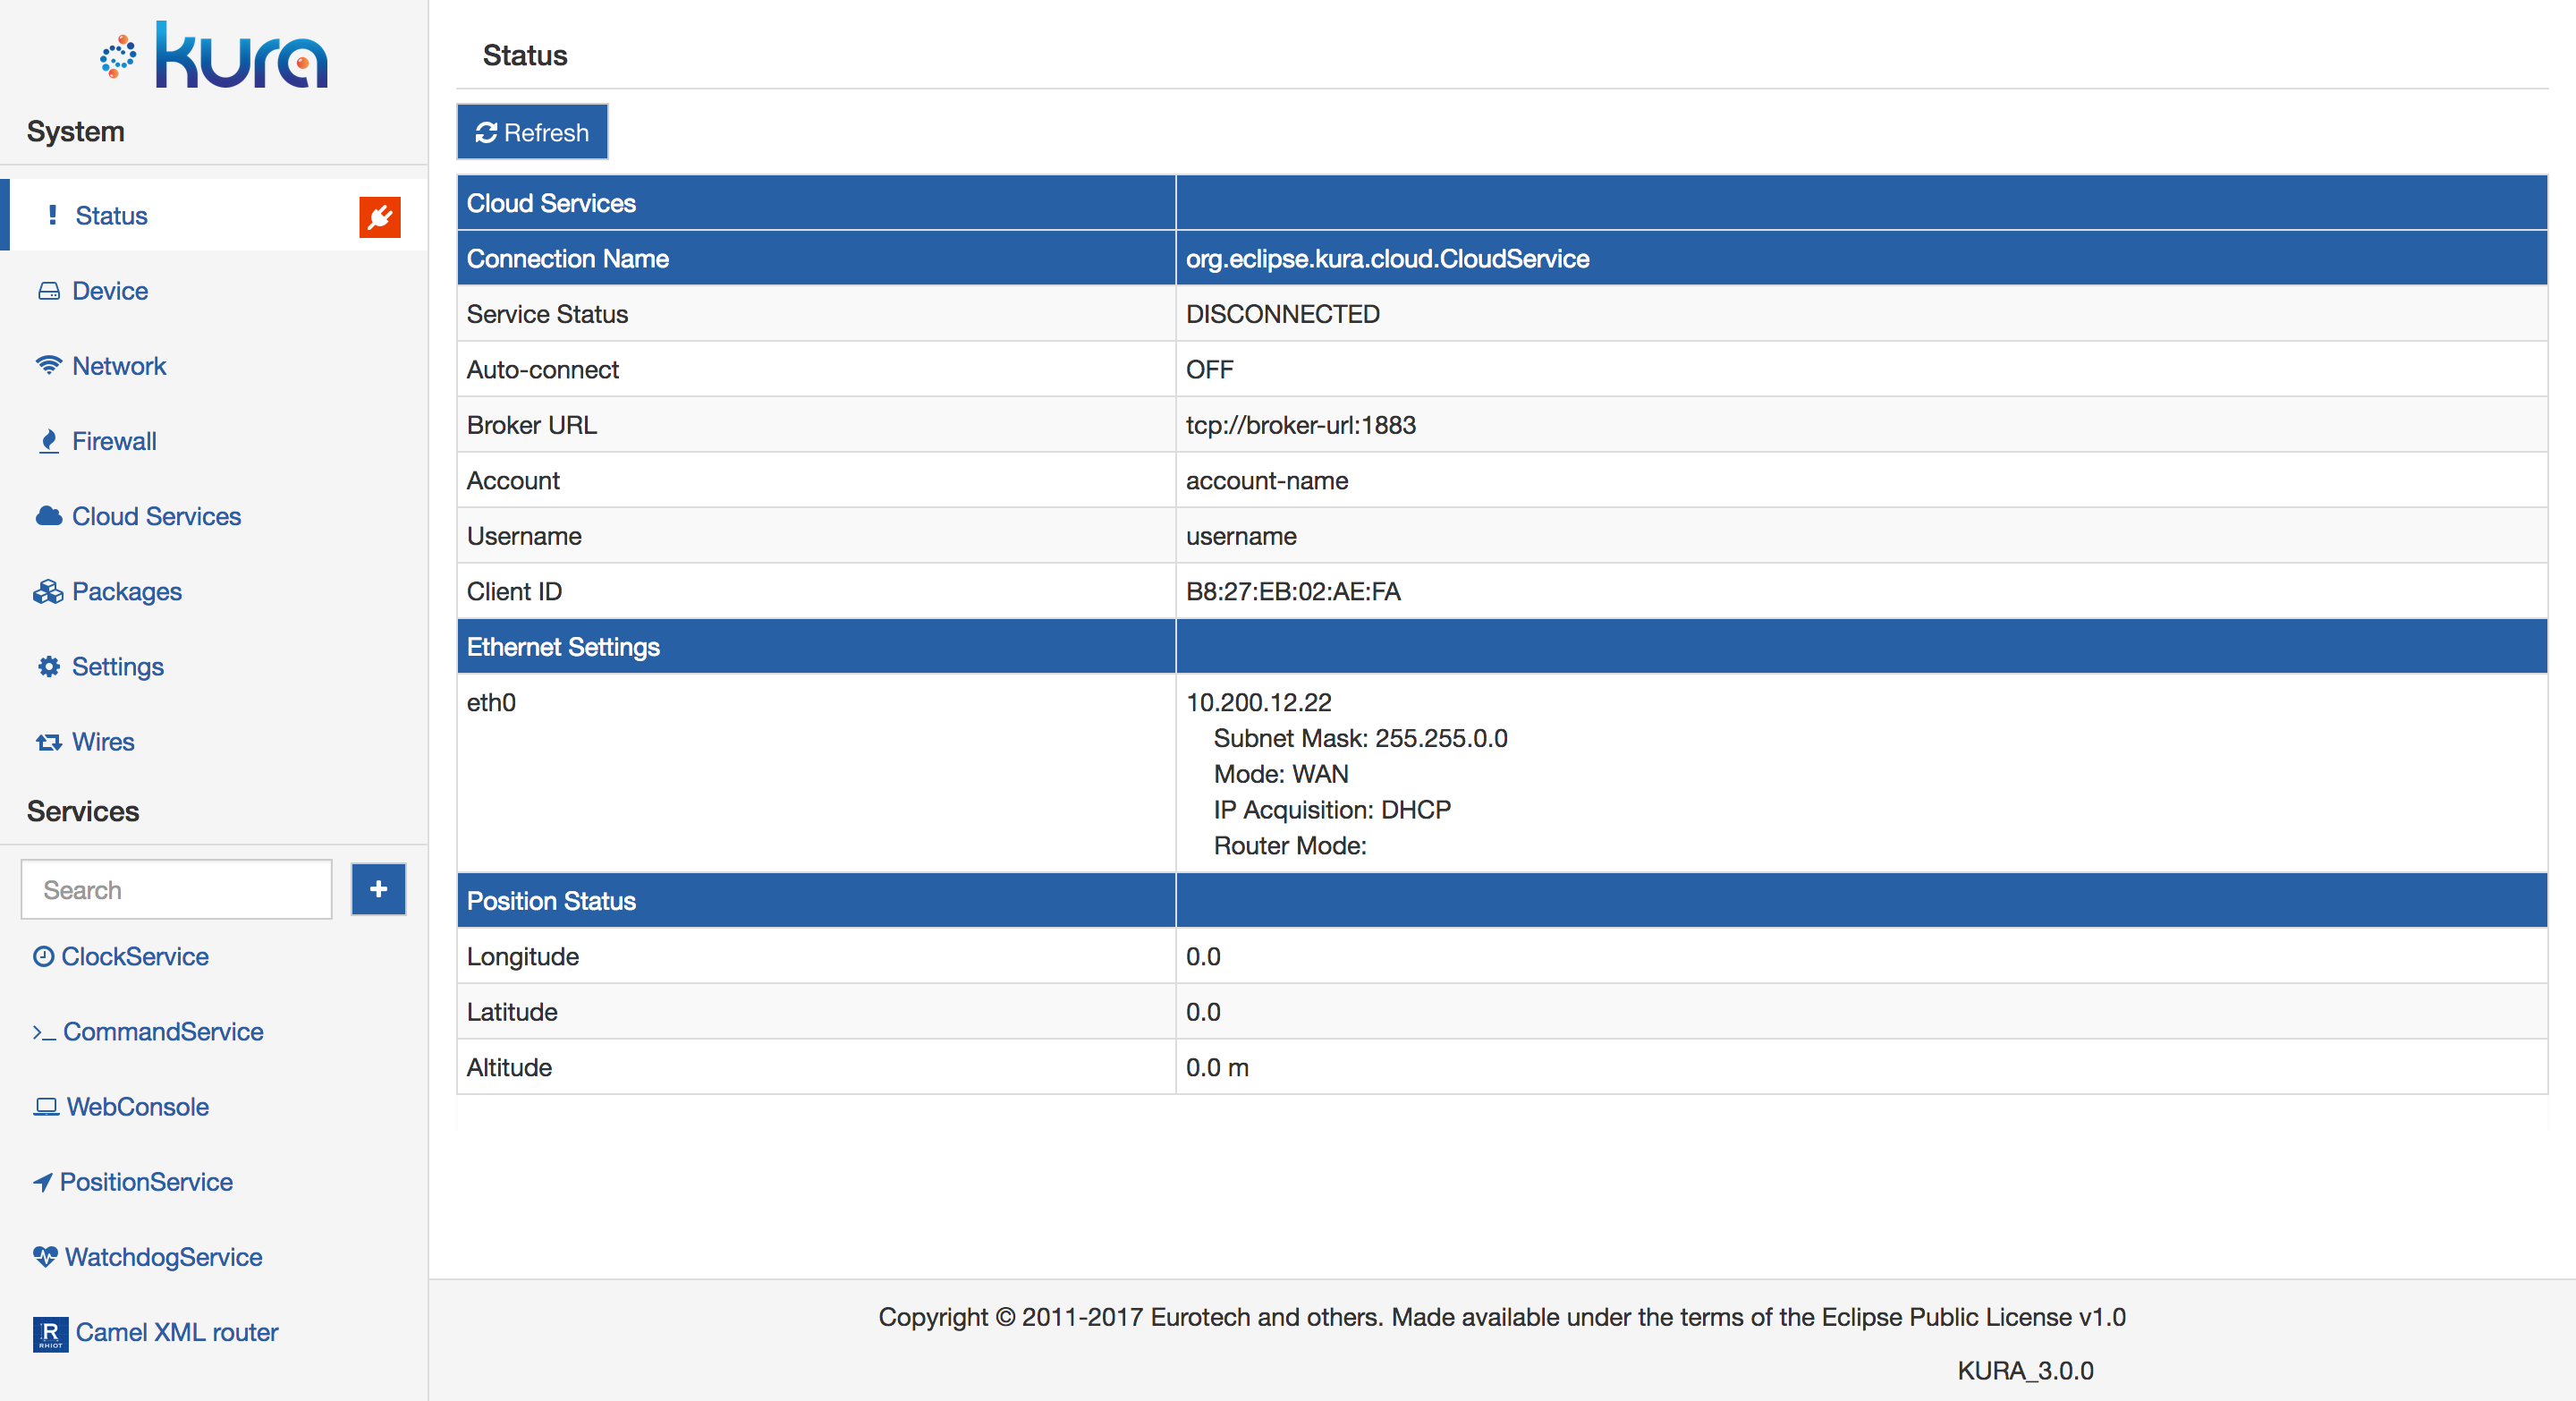 kura
System
Status
Device
Network
Firewall
Cloud Services
Packages
Settings
Wires
Services
Search
ClockService
CommandService
WebConsole
PositionService
WatchdogService
R
RHIOT
Camel XML router
Status
Refresh
Cloud Services
Connection Name org.eclipse.kura.cloud.CloudService
Service Status DISCONNECTED
Auto-connect OFF
Broker URL tcp://broker-url:1883
Account account-name
Username username
Client ID B8:27:EB:02:AE:FA
Ethernet Settings
eth0 10.200.12.22
Subnet Mask: 255.255.0.0
Mode: WAN
IP Acquisition: DHCP
Router Mode:
Position Status
Longitude 0.0
Latitude 0.0
Altitude 0.0 m
Copyright © 2011-2017 Eurotech and others. Made available under the terms of the Eclipse Public License v1.0
KURA_3.0.0